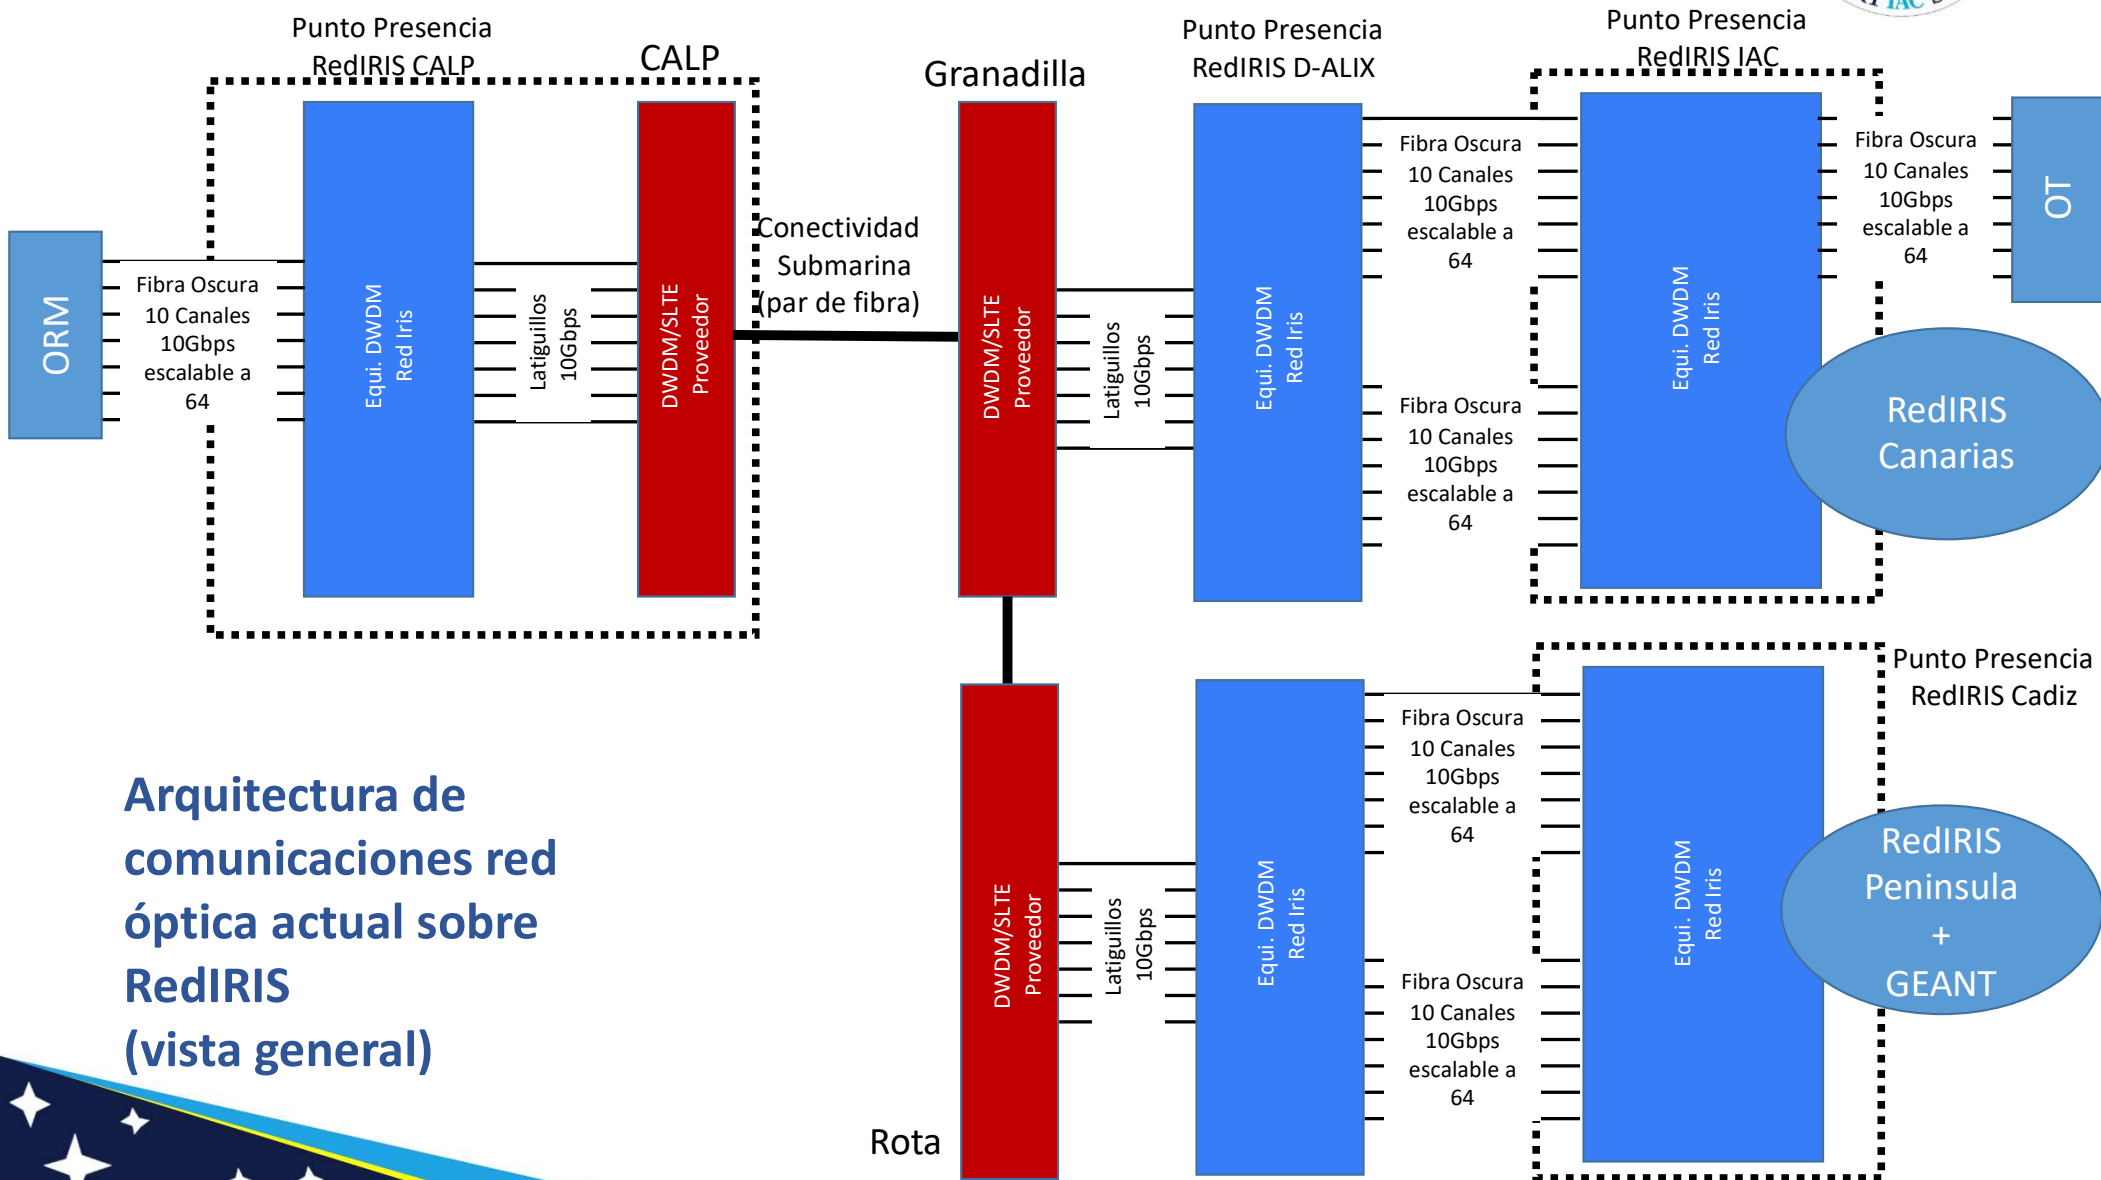 Punto Presencia
RedIRIS CALP
CALP
Granadilla
Punto Presencia
RedIRIS D-ALIX
Punto Presencia
RedIRIS IAC
IAC
ORM
Fibra Oscura
10 Canales
10Gbps
escalable a
64
Equi. DWDM
Red Iris
Latiguillos
10Gbps
DWDM/SLTE
Proveedor
Conectividad
Submarina
(par de fibra)
DWDM/SLTE
Proveedor
Latiguillos
10Gbps
Equi. DWDM
Red Iris
Fibra Oscura
10 Canales
10Gbps
escalable a
64
Fibra Oscura
10 Canales
10Gbps
escalable a
64
Equi. DWDM
Red Iris
Fibra Oscura
10 Canales
10Gbps
escalable a
64
OT
RedIRIS
Canarias
Punto Presencia
RedIRIS Cadiz
DWDM/SLTE
Proveedor
Latiguillos
10Gbps
Equi. DWDM
Red Iris
Fibra Oscura
10 Canales
10Gbps
escalable a
64
Fibra Oscura
10 Canales
10Gbps
escalable a
64
Equi. DWDM
Red Iris
RedIRIS
Peninsula
+
GEANT
Rota
Arquitectura de
comunicaciones red
óptica actual sobre
RedIRIS
(vista general)